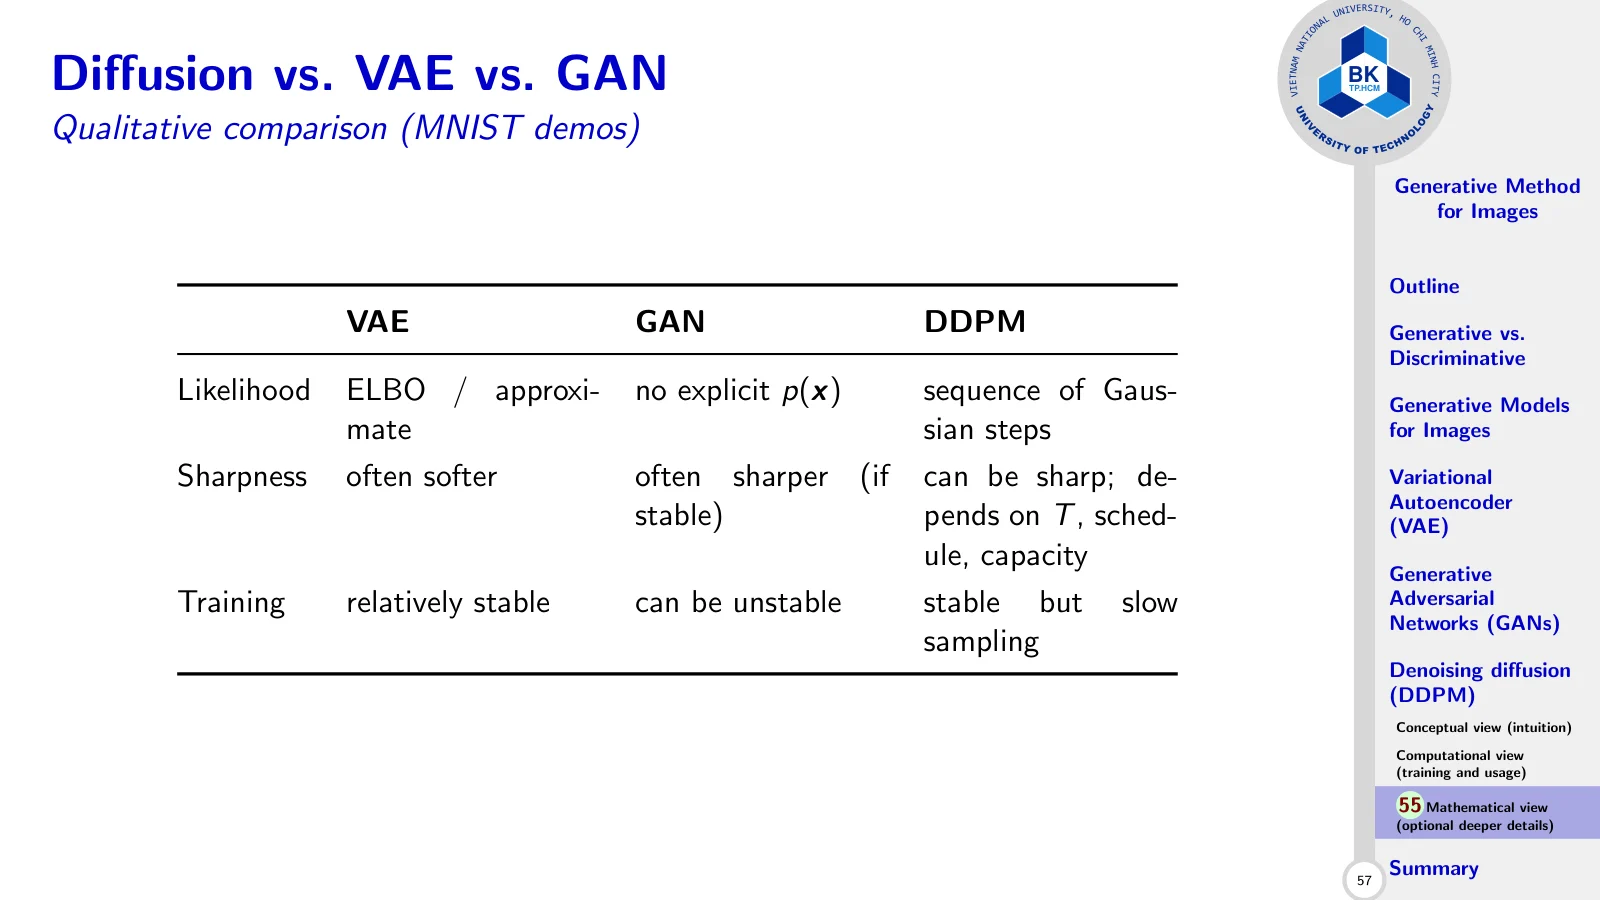 Diffusion vs. VAE vs. GAN
Qualitative comparison (MNIST demos)
VAE GAN DDPM
Likelihood ELBO / approxi- no explicit p(x) sequence of Gaus-
mate sian steps
Sharpness often softer often sharper (if can be sharp; de-
stable) pends on T, sched-
ule, capacity
Training relatively stable can be unstable stable but slow
sampling
VIETNAM NATIONAL UNIVERSITY, HO CHI MINH CITY
BK
TP.HCM
UNIVERSITY OF TECHNOLOGY
Generative Method
for Images
Outline
Generative vs.
Discriminative
Generative Models
for Images
Variational
Autoencoder
(VAE)
Generative
Adversarial
Networks (GANs)
Denoising diffusion
(DDPM)
Conceptual view (intuition)
Computational view
(training and usage)
55 Mathematical view
(optional deeper details)
Summary
57